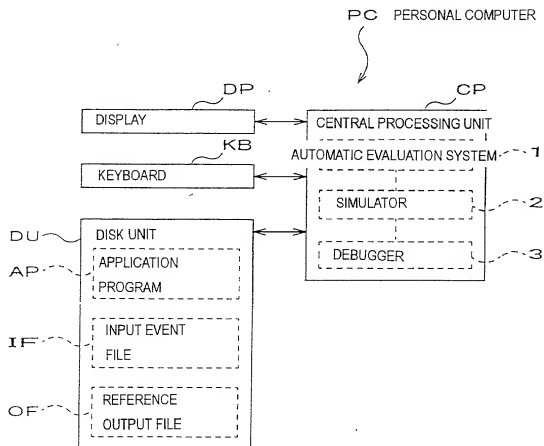 PC PERSONAL COMPUTER
DP
CP
DISPLAY
CENTRAL PROCESSING UNIT
KB
AUTOMATIC EVALUATION SYSTEM
1
KEYBOARD
SIMULATOR
2
DU
DISK UNIT
DEBUGGER
3
AP
APPLICATION
PROGRAM
IF
INPUT EVENT
FILE
OF
REFERENCE
OUTPUT FILE